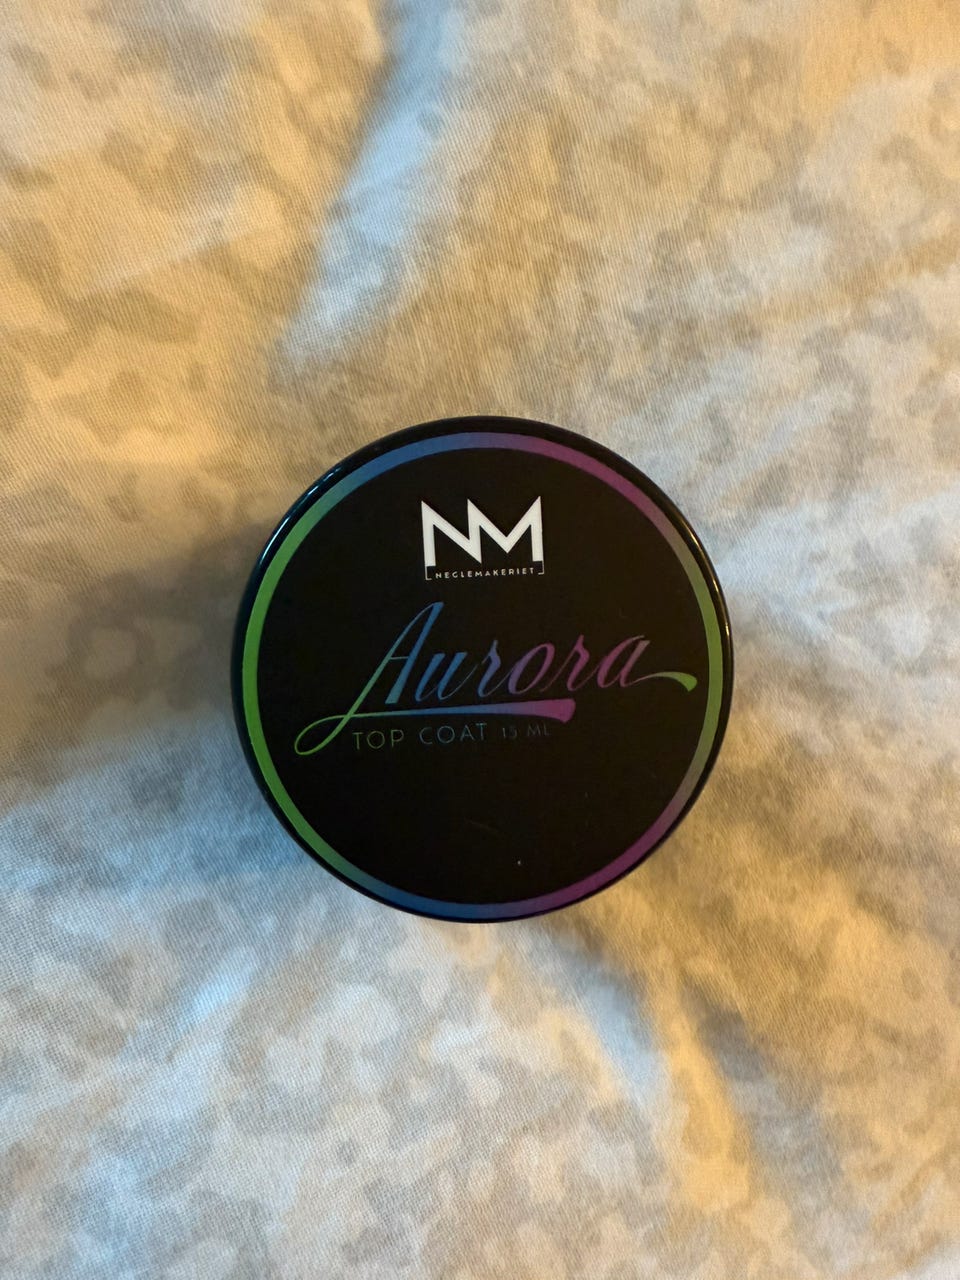 NM
NEGLEMAKERIET
Aurora
TOP COAT 15 ML